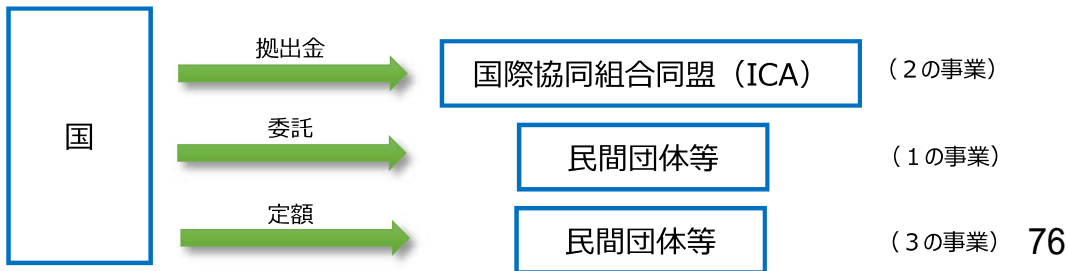 拠出金
国際協同組合同盟（ICA）
（２の事業）
国
委託
民間団体等
（１の事業）
定額
民間団体等
（３の事業）
76